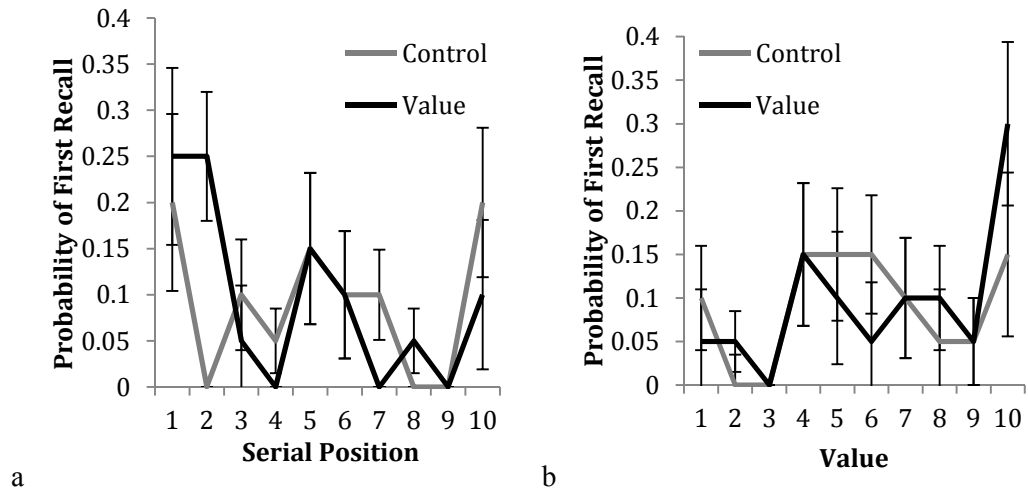 0.4
0.35
0.3
0.25
0.2
0.15
0.1
0.05
0
Probability of First Recall
Control
Value
1 2 3 4 5 6 7 8 9 10
Serial Position
a
0.4
0.35
0.3
0.25
0.2
0.15
0.1
0.05
0
Probability of First Recall
Control
Value
1 2 3 4 5 6 7 8 9 10
Value
b